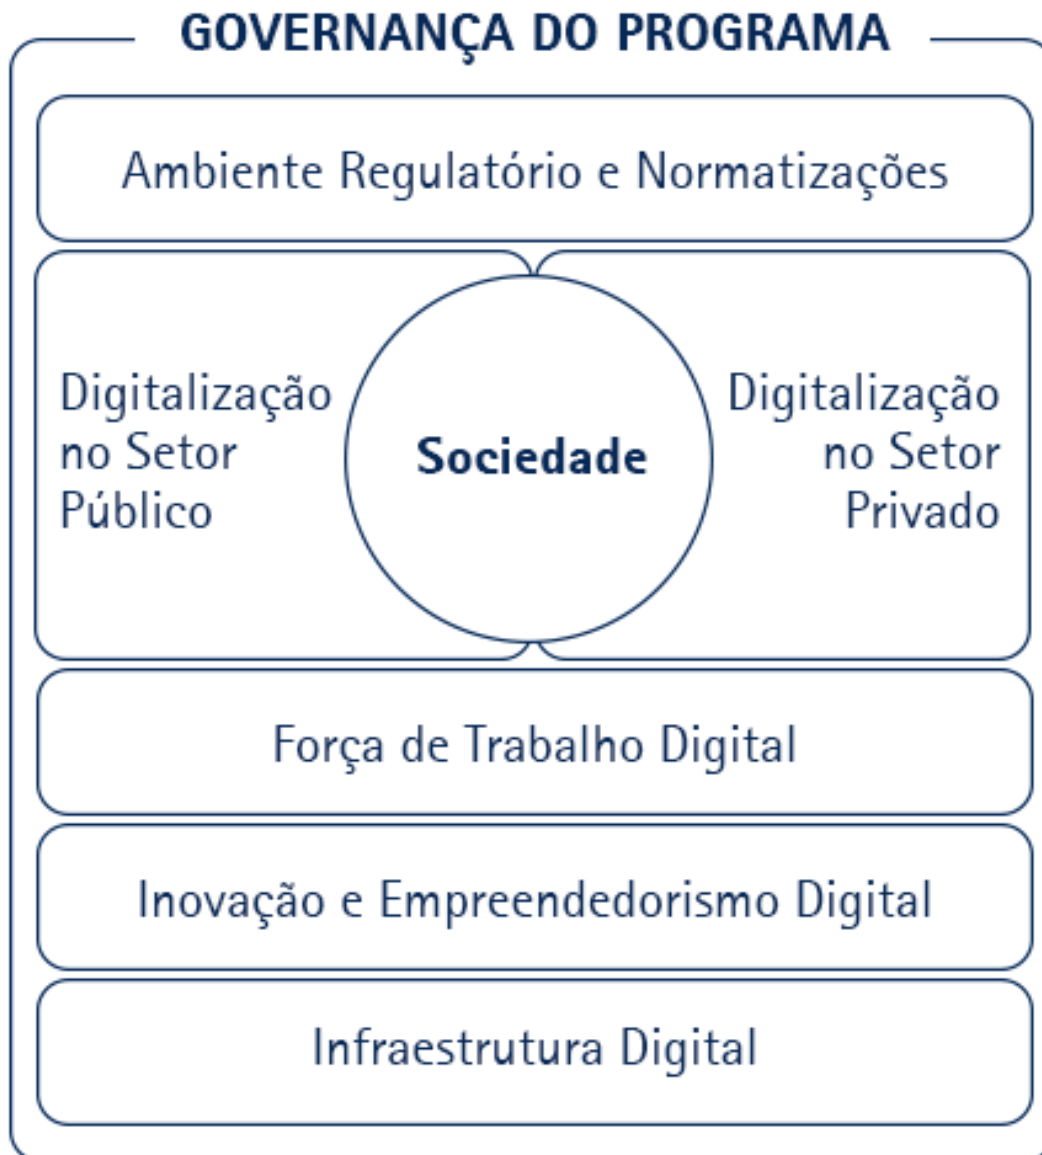 GOVERNANÇA DO PROGRAMA
Ambiente Regulatório e Normatizações
Digitalização
no Setor
Público
Sociedade
Digitalização
no Setor
Privado
Força de Trabalho Digital
Inovação e Empreendedorismo Digital
Infraestrutura Digital